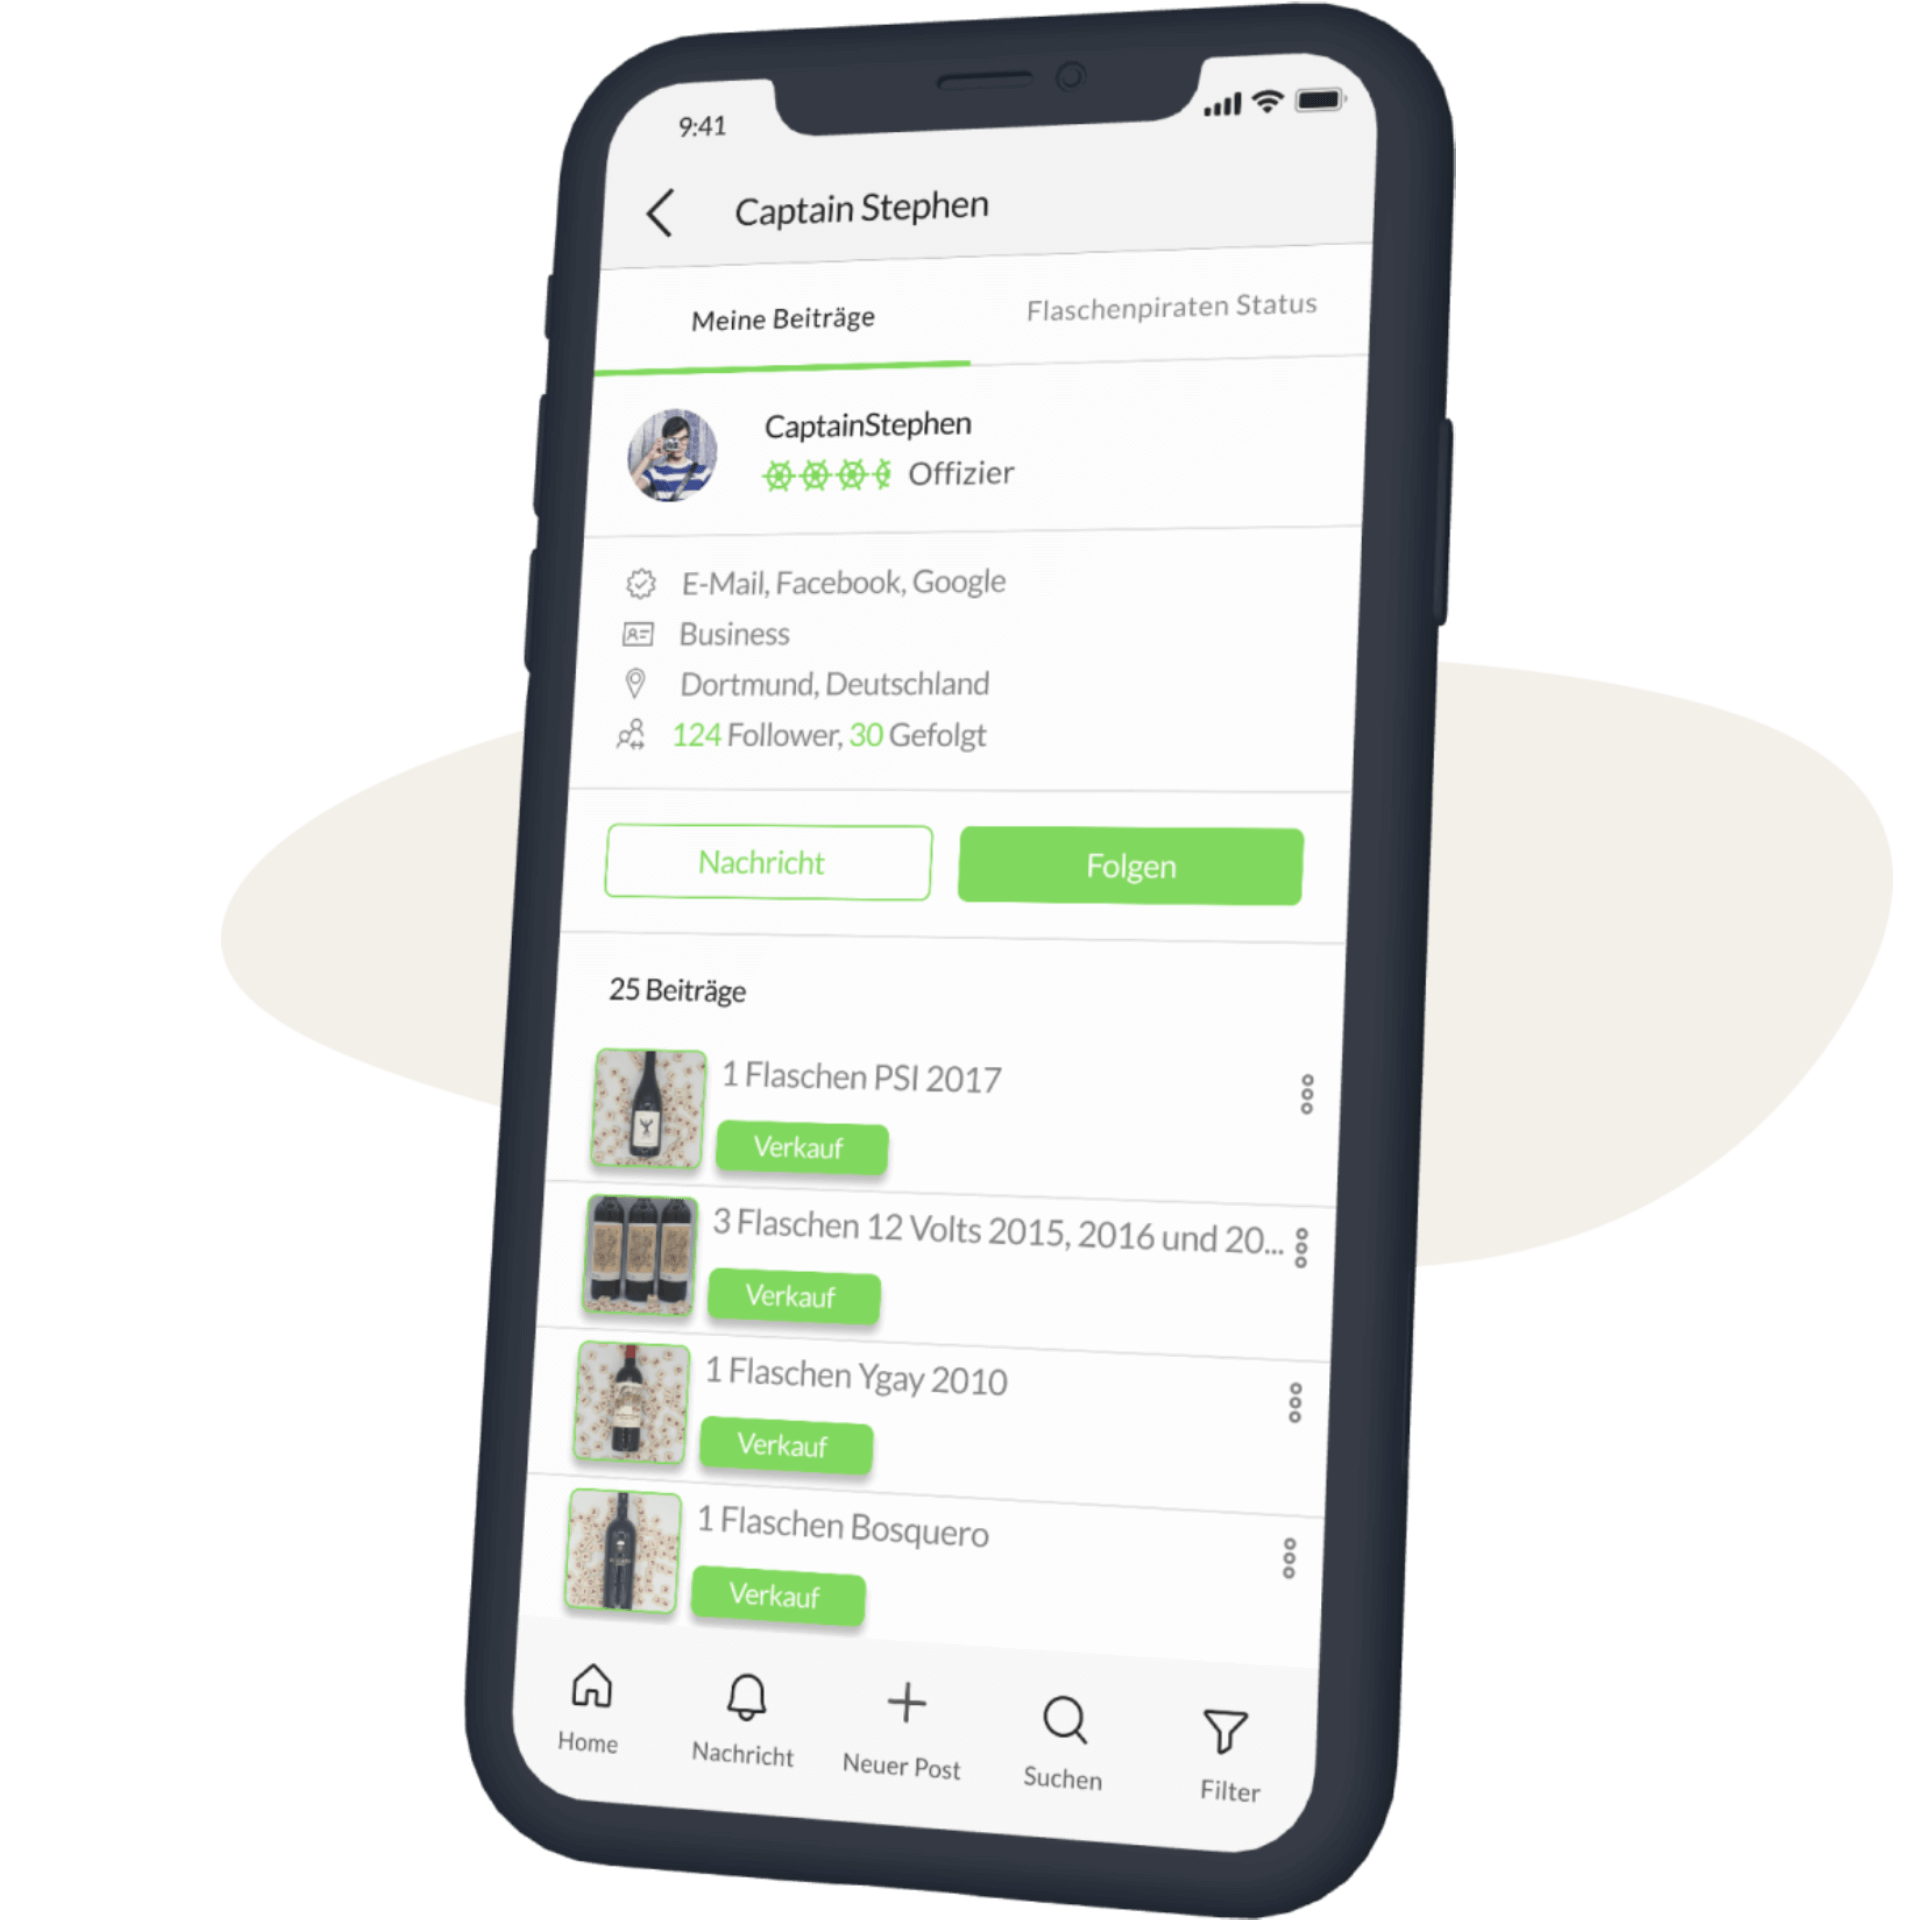 9:41
Captain Stephen
Meine Beiträge
Flaschenpiraten Status
CaptainStephen
Offizier
E-Mail, Facebook, Google
Business
Dortmund, Deutschland
124 Follower, 30 Gefolgt
Nachricht
Folgen
25 Beiträge
1 Flaschen PSI 2017
Verkauf
3 Flaschen 12 Volts 2015, 2016 und 20...
Verkauf
1 Flaschen Ygay 2010
Verkauf
1 Flaschen Bosquero
Verkauf
Home
Nachricht
Neuer Post
Suchen
Filter